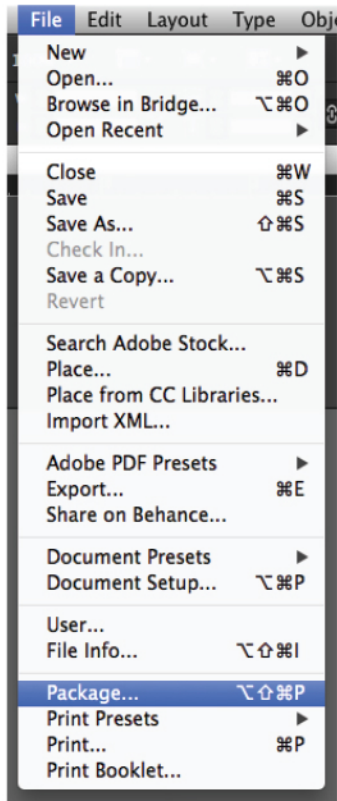 File Edit Layout Type Obj
New ▶
Open... ⌘O
Browse in Bridge... ⌥⌘O
Open Recent ▶
Close ⌘W
Save ⌘S
Save As... ⇧⌘S
Check In...
Save a Copy... ⌥⌘S
Revert
Search Adobe Stock...
Place... ⌘D
Place from CC Libraries...
Import XML...
Adobe PDF Presets ▶
Export... ⌘E
Share on Behance...
Document Presets ▶
Document Setup... ⌥⌘P
User...
File Info... ⌥⇧⌘I
Package... ⌥⇧⌘P
Print Presets ▶
Print... ⌘P
Print Booklet...